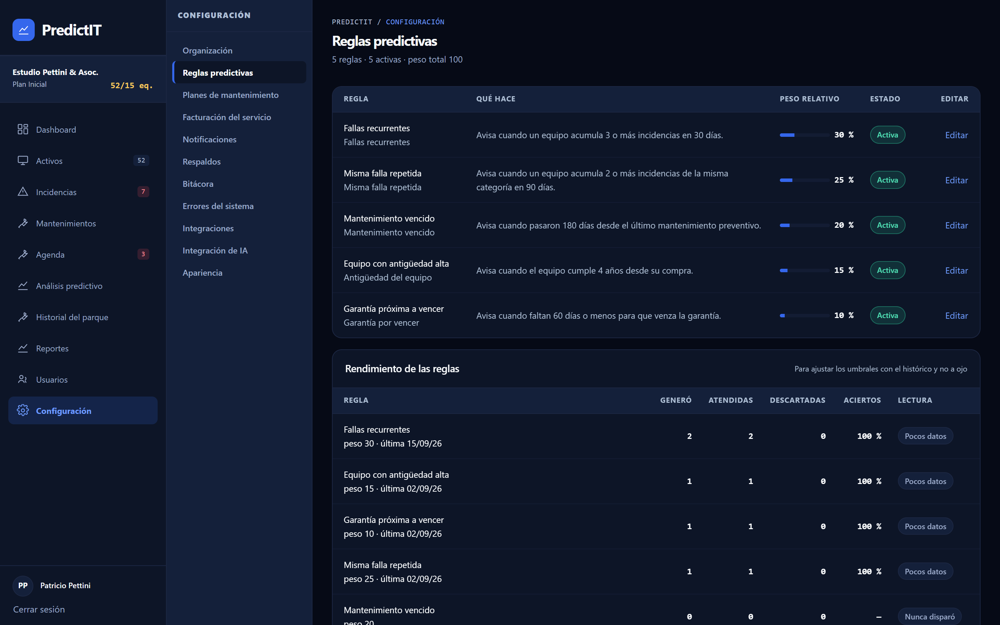 PredictIT
Estudio Pettini & Asoc.
Plan Inicial
52/15 eq.
Dashboard
Activos
52
Incidencias
7
Mantenimientos
Agenda
3
Análisis predictivo
Historial del parque
Reportes
Usuarios
Configuración
PP
Patricio Pettini
Cerrar sesión
CONFIGURACIÓN
Organización
Reglas predictivas
Planes de mantenimiento
Facturación del servicio
Notificaciones
Respaldos
Bitácora
Errores del sistema
Integraciones
Integración de IA
Apariencia
PREDICTIT / CONFIGURACIÓN
Reglas predictivas
5 reglas · 5 activas · peso total 100
REGLA QUÉ HACE PESO RELATIVO ESTADO EDITAR
Fallas recurrentes
Fallas recurrentes
Avisa cuando un equipo acumula 3 o más incidencias en 30 días.
30 % Activa Editar
Misma falla repetida
Misma falla repetida
Avisa cuando un equipo acumula 2 o más incidencias de la misma
categoría en 90 días.
25 % Activa Editar
Mantenimiento vencido
Mantenimiento vencido
Avisa cuando pasaron 180 días desde el último mantenimiento preventivo.
20 % Activa Editar
Equipo con antigüedad alta
Antigüedad del equipo
Avisa cuando el equipo cumple 4 años desde su compra.
15 % Activa Editar
Garantía próxima a vencer
Garantía por vencer
Avisa cuando faltan 60 días o menos para que venza la garantía.
10 % Activa Editar
Rendimiento de las reglas
Para ajustar los umbrales con el histórico y no a ojo
REGLA GENERÓ ATENDIDAS DESCARTADAS ACIERTOS LECTURA
Fallas recurrentes
peso 30 · última 15/09/26
2 2 0 100 % Pocos datos
Equipo con antigüedad alta
peso 15 · última 02/09/26
1 1 0 100 % Pocos datos
Garantía próxima a vencer
peso 10 · última 02/09/26
1 1 0 100 % Pocos datos
Misma falla repetida
peso 25 · última 02/09/26
1 1 0 100 % Pocos datos
Mantenimiento vencido
peso 20
0 0 0 — Nunca disparó